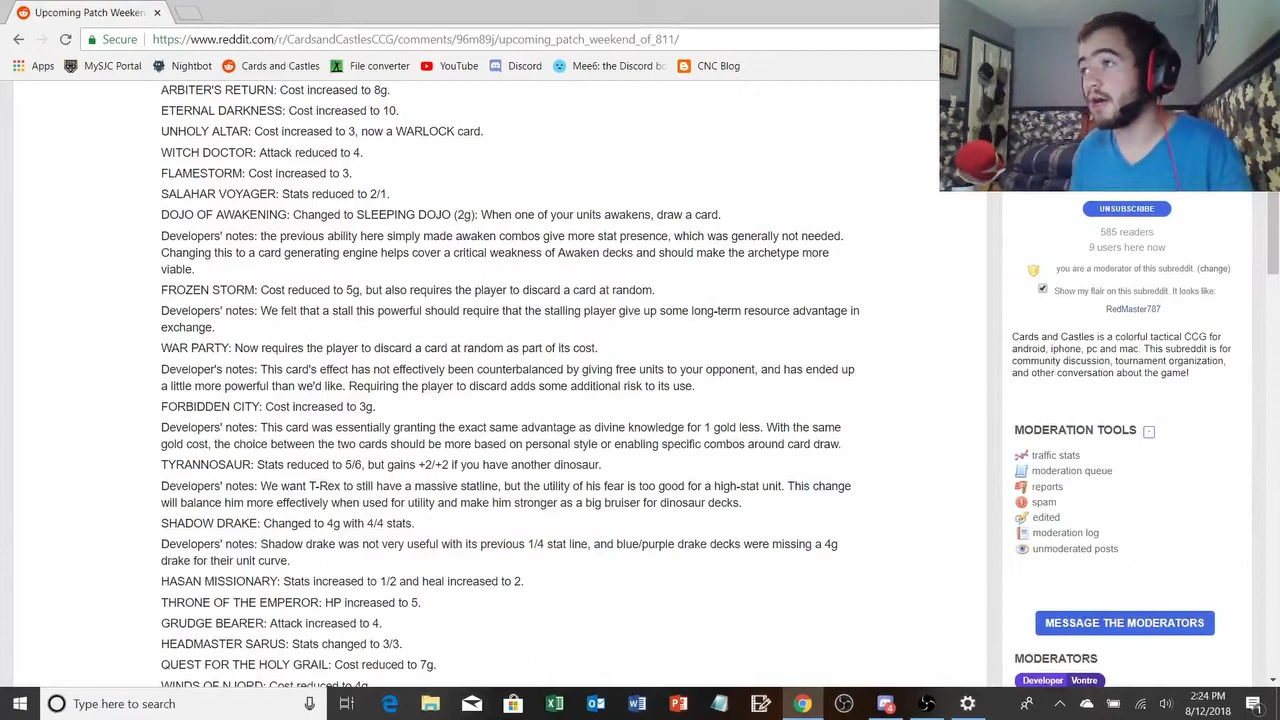 Upcoming Patch Weeken
Secure
https://www.reddit.com/r/CardsandCastlesCCG/comments/96m89j/upcoming_patch_weekend_of_811/
Apps MySJC Portal Nightbot Cards and Castles File converter YouTube Discord Mee6: the Discord bo CNC Blog
ARBITER'S RETURN: Cost increased to 8g.
ETERNAL DARKNESS: Cost increased to 10.
UNHOLY ALTAR: Cost increased to 3, now a WARLOCK card.
WITCH DOCTOR: Attack reduced to 4.
FLAMESTORM: Cost increased to 3.
SALAHAR VOYAGER: Stats reduced to 2/1.
DOJO OF AWAKENING: Changed to SLEEPING DOJO (2g): When one of your units awakens, draw a card.
Developers' notes: the previous ability here simply made awaken combos give more stat presence, which was generally not needed.
Changing this to a card generating engine helps cover a critical weakness of Awaken decks and should make the archetype more
viable.
FROZEN STORM: Cost reduced to 5g, but also requires the player to discard a card at random.
Developers' notes: We felt that a stall this powerful should require that the stalling player give up some long-term resource advantage in
exchange.
WAR PARTY: Now requires the player to discard a card at random as part of its cost.
Developer's notes: This card's effect has not effectively been counterbalanced by giving free units to your opponent, and has ended up
a little more powerful than we'd like. Requiring the player to discard adds some additional risk to its use.
FORBIDDEN CITY: Cost increased to 3g.
Developers' notes: This card was essentially granting the exact same advantage as divine knowledge for 1 gold less. With the same
gold cost, the choice between the two cards should be more based on personal style or enabling specific combos around card draw.
TYRANNOSAUR: Stats reduced to 5/6, but gains +2/+2 if you have another dinosaur.
Developers' notes: We want T-Rex to still have a massive statline, but the utility of his fear is too good for a high-stat unit. This change
will balance him more effectively when used for utility and make him stronger as a big bruiser for dinosaur decks.
SHADOW DRAKE: Changed to 4g with 4/4 stats.
Developers' notes: Shadow drake was not very useful with its previous 1/4 stat line, and blue/purple drake decks were missing a 4g
drake for their unit curve.
HASAN MISSIONARY: Stats increased to 1/2 and heal increased to 2.
THRONE OF THE EMPEROR: HP increased to 5.
GRUDGE BEARER: Attack increased to 4.
HEADMASTER SARUS: Stats changed to 3/3.
QUEST FOR THE HOLY GRAIL: Cost reduced to 7g.
WINDS OF NJORD: Cost reduced to 4g.
UNSUBSCRIBE
585 readers
9 users here now
you are a moderator of this subreddit. (change)
Show my flair on this subreddit. It looks like:
RedMaster787
Cards and Castles is a colorful tactical CCG for
android, iphone, pc and mac. This subreddit is for
community discussion, tournament organization,
and other conversation about the game!
MODERATION TOOLS
traffic stats
moderation queue
reports
spam
edited
moderation log
unmoderated posts
MESSAGE THE MODERATORS
MODERATORS
Developer Vontre
Type here to search
2:24 PM
8/12/2018